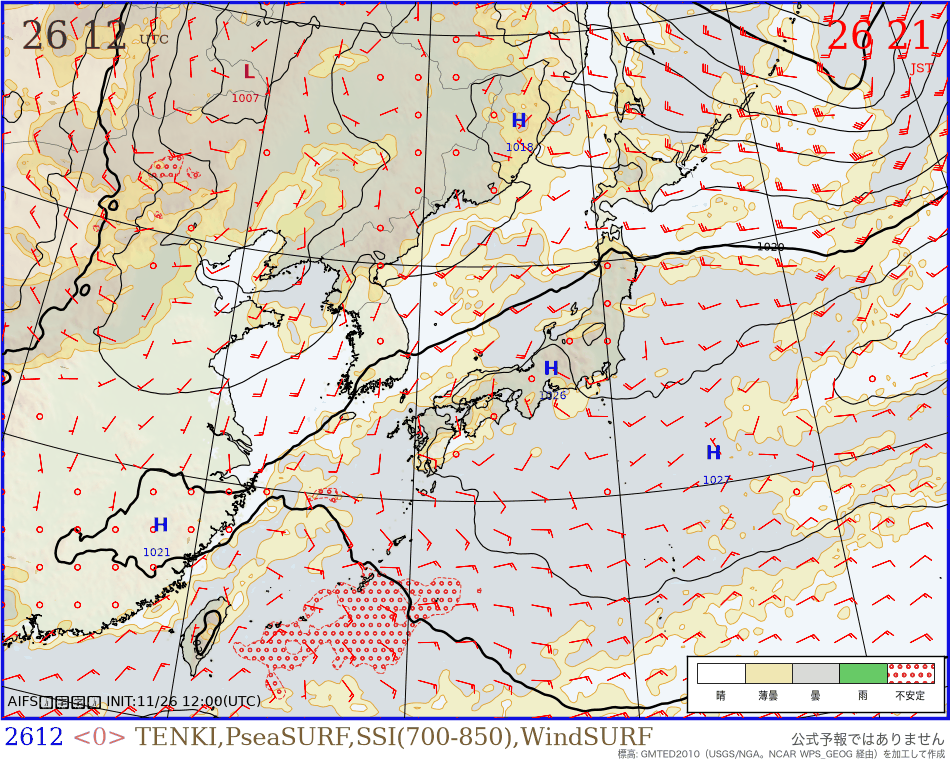 26 12 UTC
26 21
JST
L
1007
H
1018
1020
H
1026
H
1027
H
1021
晴 薄曇 曇 雨 不安定
AIFS INIT:11/26 12:00(UTC)
2612 <0> TENKI,PseaSURF,SSI(700-850),WindSURF
公式予報ではありません
標高: GMTED2010（USGS/NGA。NCAR WPS_GEOG 経由）を加工して作成